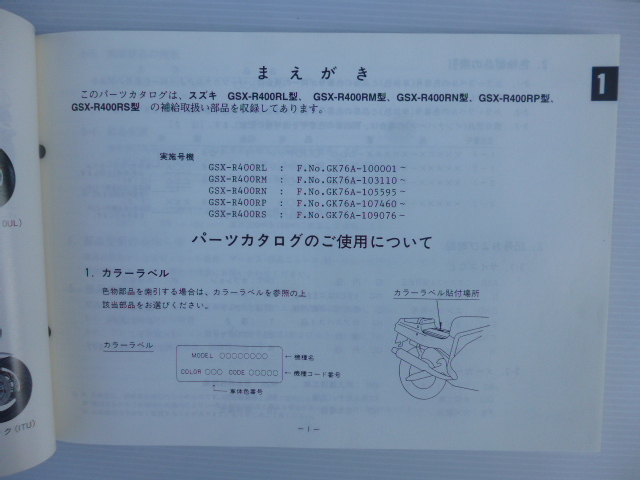 まえがき
このパーツカタログは、スズキ GSX-R400RL型、 GSX-R400RM型、GSX-R400RN型、GSX-R400RP型、
GSX-R400RS型 の補給取扱い部品を収録してあります。
1
実施号機
GSX-R400RL : F.No.GK76A-100001~
GSX-R400RM : F.No.GK76A-103110~
GSX-R400RN : F.No.GK76A-105595~
GSX-R400RP : F.No.GK76A-107460~
GSX-R400RS : F.No.GK76A-109076~
パーツカタログのご使用について
1. カラーラベル
色物部品を索引する場合は、カラーラベルを参照の上
該当部品をお選びください。
カラーラベル貼付場所
カラーラベル
MODEL ○○○○○○○○ ←機種名
COLOR ○○○ CODE ○○○○○ ←機種コード番号
車体色番号
-1-
OUL)
ク(ITU)